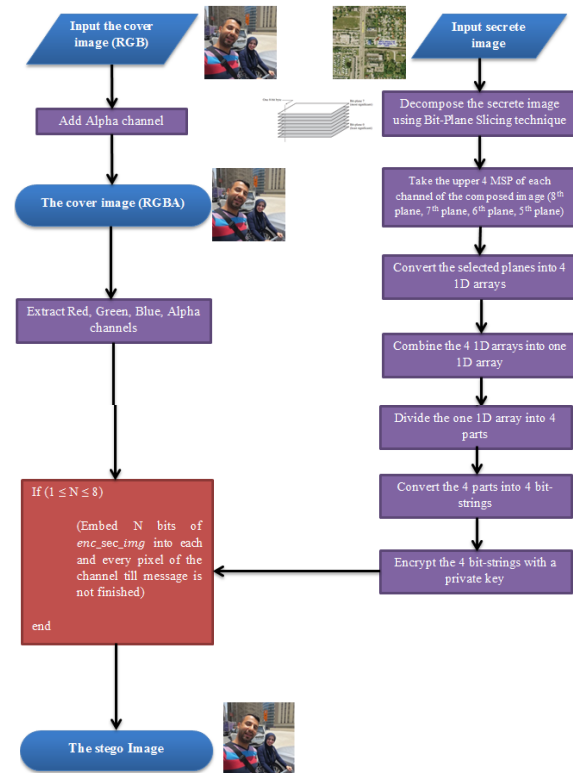 Input the cover
image (RGB)
Add Alpha channel
The cover image (RGBA)
Extract Red, Green, Blue, Alpha
channels
If (1 ≤ N ≤ 8)
(Embed N bits of
enc_sec_img into each
and every pixel of the
channel till message is
not finished)
end
The stego Image
Input secrete
image
Decompose the secrete image
using Bit-Plane Slicing technique
Take the upper 4 MSP of each
channel of the composed image (8th
plane, 7th plane, 6th plane, 5th plane)
Convert the selected planes into 4
1D arrays
Combine the 4 1D arrays into one
1D array
Divide the one 1D array into 4
parts
Convert the 4 parts into 4 bit-
strings
Encrypt the 4 bit-strings with a
private key